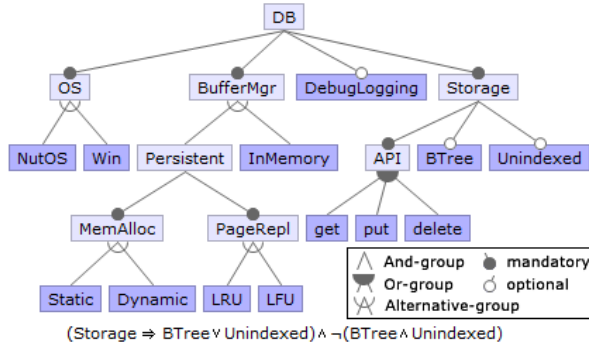 DB
OS BufferMgr DebugLogging Storage
NutOS Win Persistent InMemory API BTree Unindexed
MemAlloc PageRepl get put delete
And-group mandatory
Or-group optional
Alternative-group
Static Dynamic LRU LFU
(Storage ⇒ BTree ∨ Unindexed) ∧ ¬(BTree ∧ Unindexed)